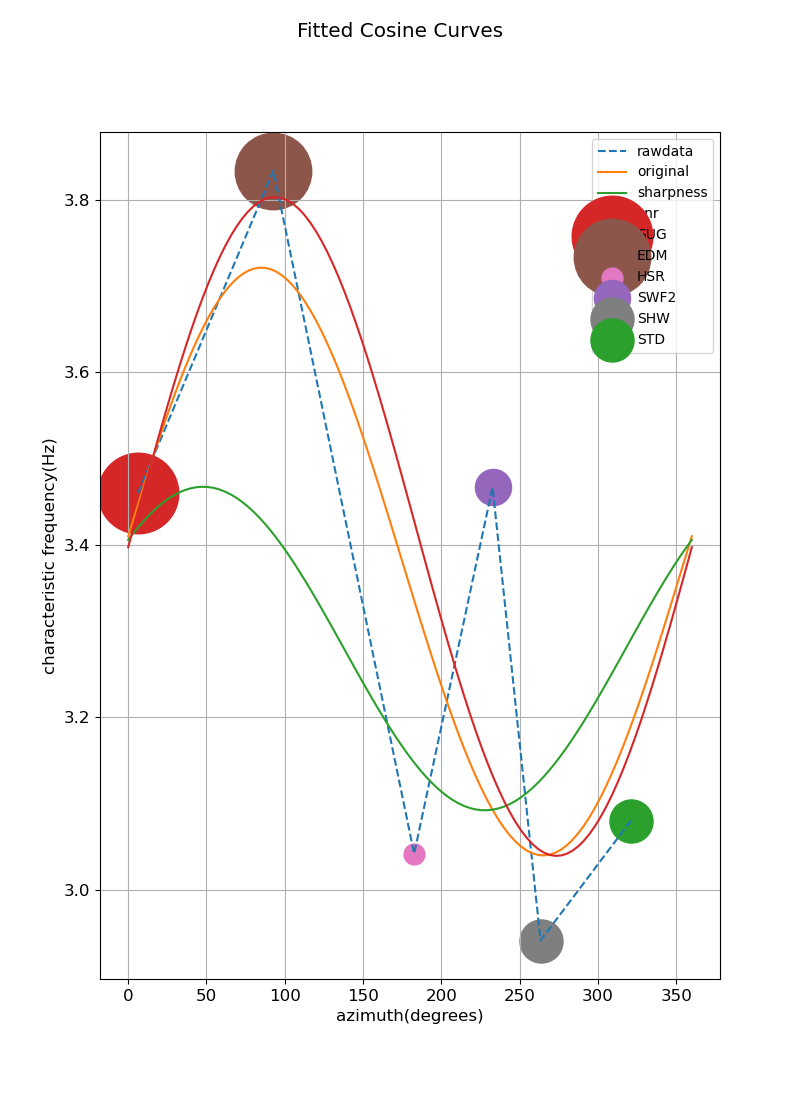 Fitted Cosine Curves
rawdata
original
sharpness
EDM
HSR
SWF2
SHW
STD
3.8
3.6
3.4
3.2
3.0
characteristic frequency(Hz)
0 50 100 150 200 250 300 350
azimuth(degrees)